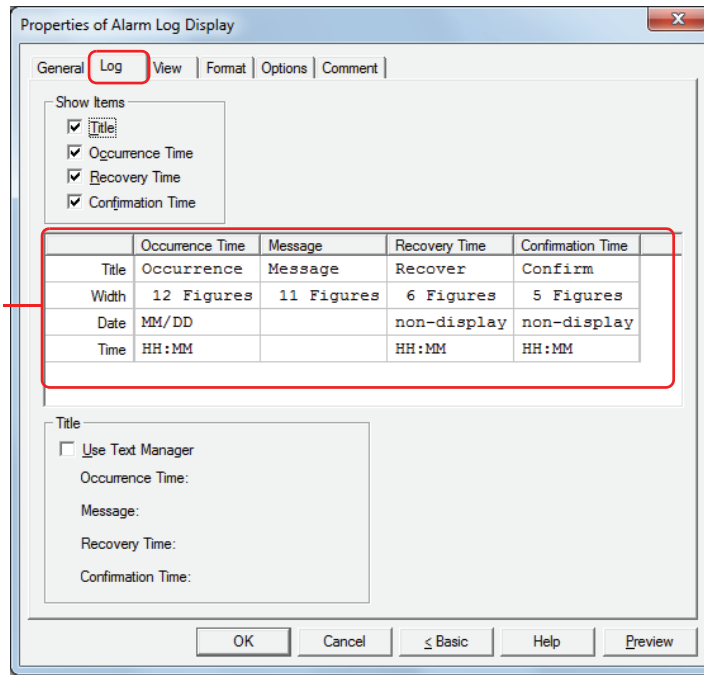 Properties of Alarm Log Display
General Log View Format Options Comment
Show Items
Title
Occurrence Time
Recovery Time
Confirmation Time
Occurrence Time Message Recovery Time Confirmation Time
Title Occurrence Message Recover Confirm
Width 12 Figures 11 Figures 6 Figures 5 Figures
Date MM/DD non-display non-display
Time HH:MM HH:MM HH:MM
Title
Use Text Manager
Occurrence Time:
Message:
Recovery Time:
Confirmation Time:
OK Cancel < Basic Help Preview